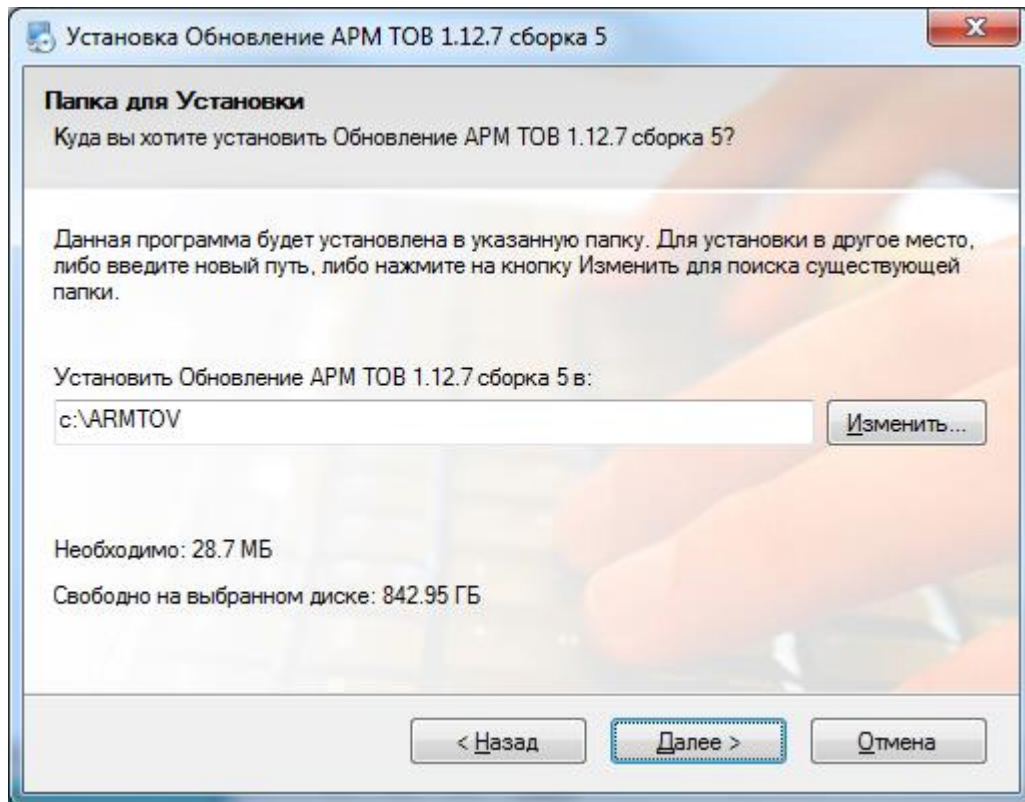 Установка Обновление АРМ ТОВ 1.12.7 сборка 5
Папка для Установки
Куда вы хотите установить Обновление АРМ ТОВ 1.12.7 сборка 5?
Данная программа будет установлена в указанную папку. Для установки в другое место,
либо введите новый путь, либо нажмите на кнопку Изменить для поиска существующей
папки.
Установить Обновление АРМ ТОВ 1.12.7 сборка 5 в:
c:\ARMTOV
Изменить...
Необходимо: 28.7 МБ
Свободно на выбранном диске: 842.95 ГБ
< Назад
Далее >
Отмена